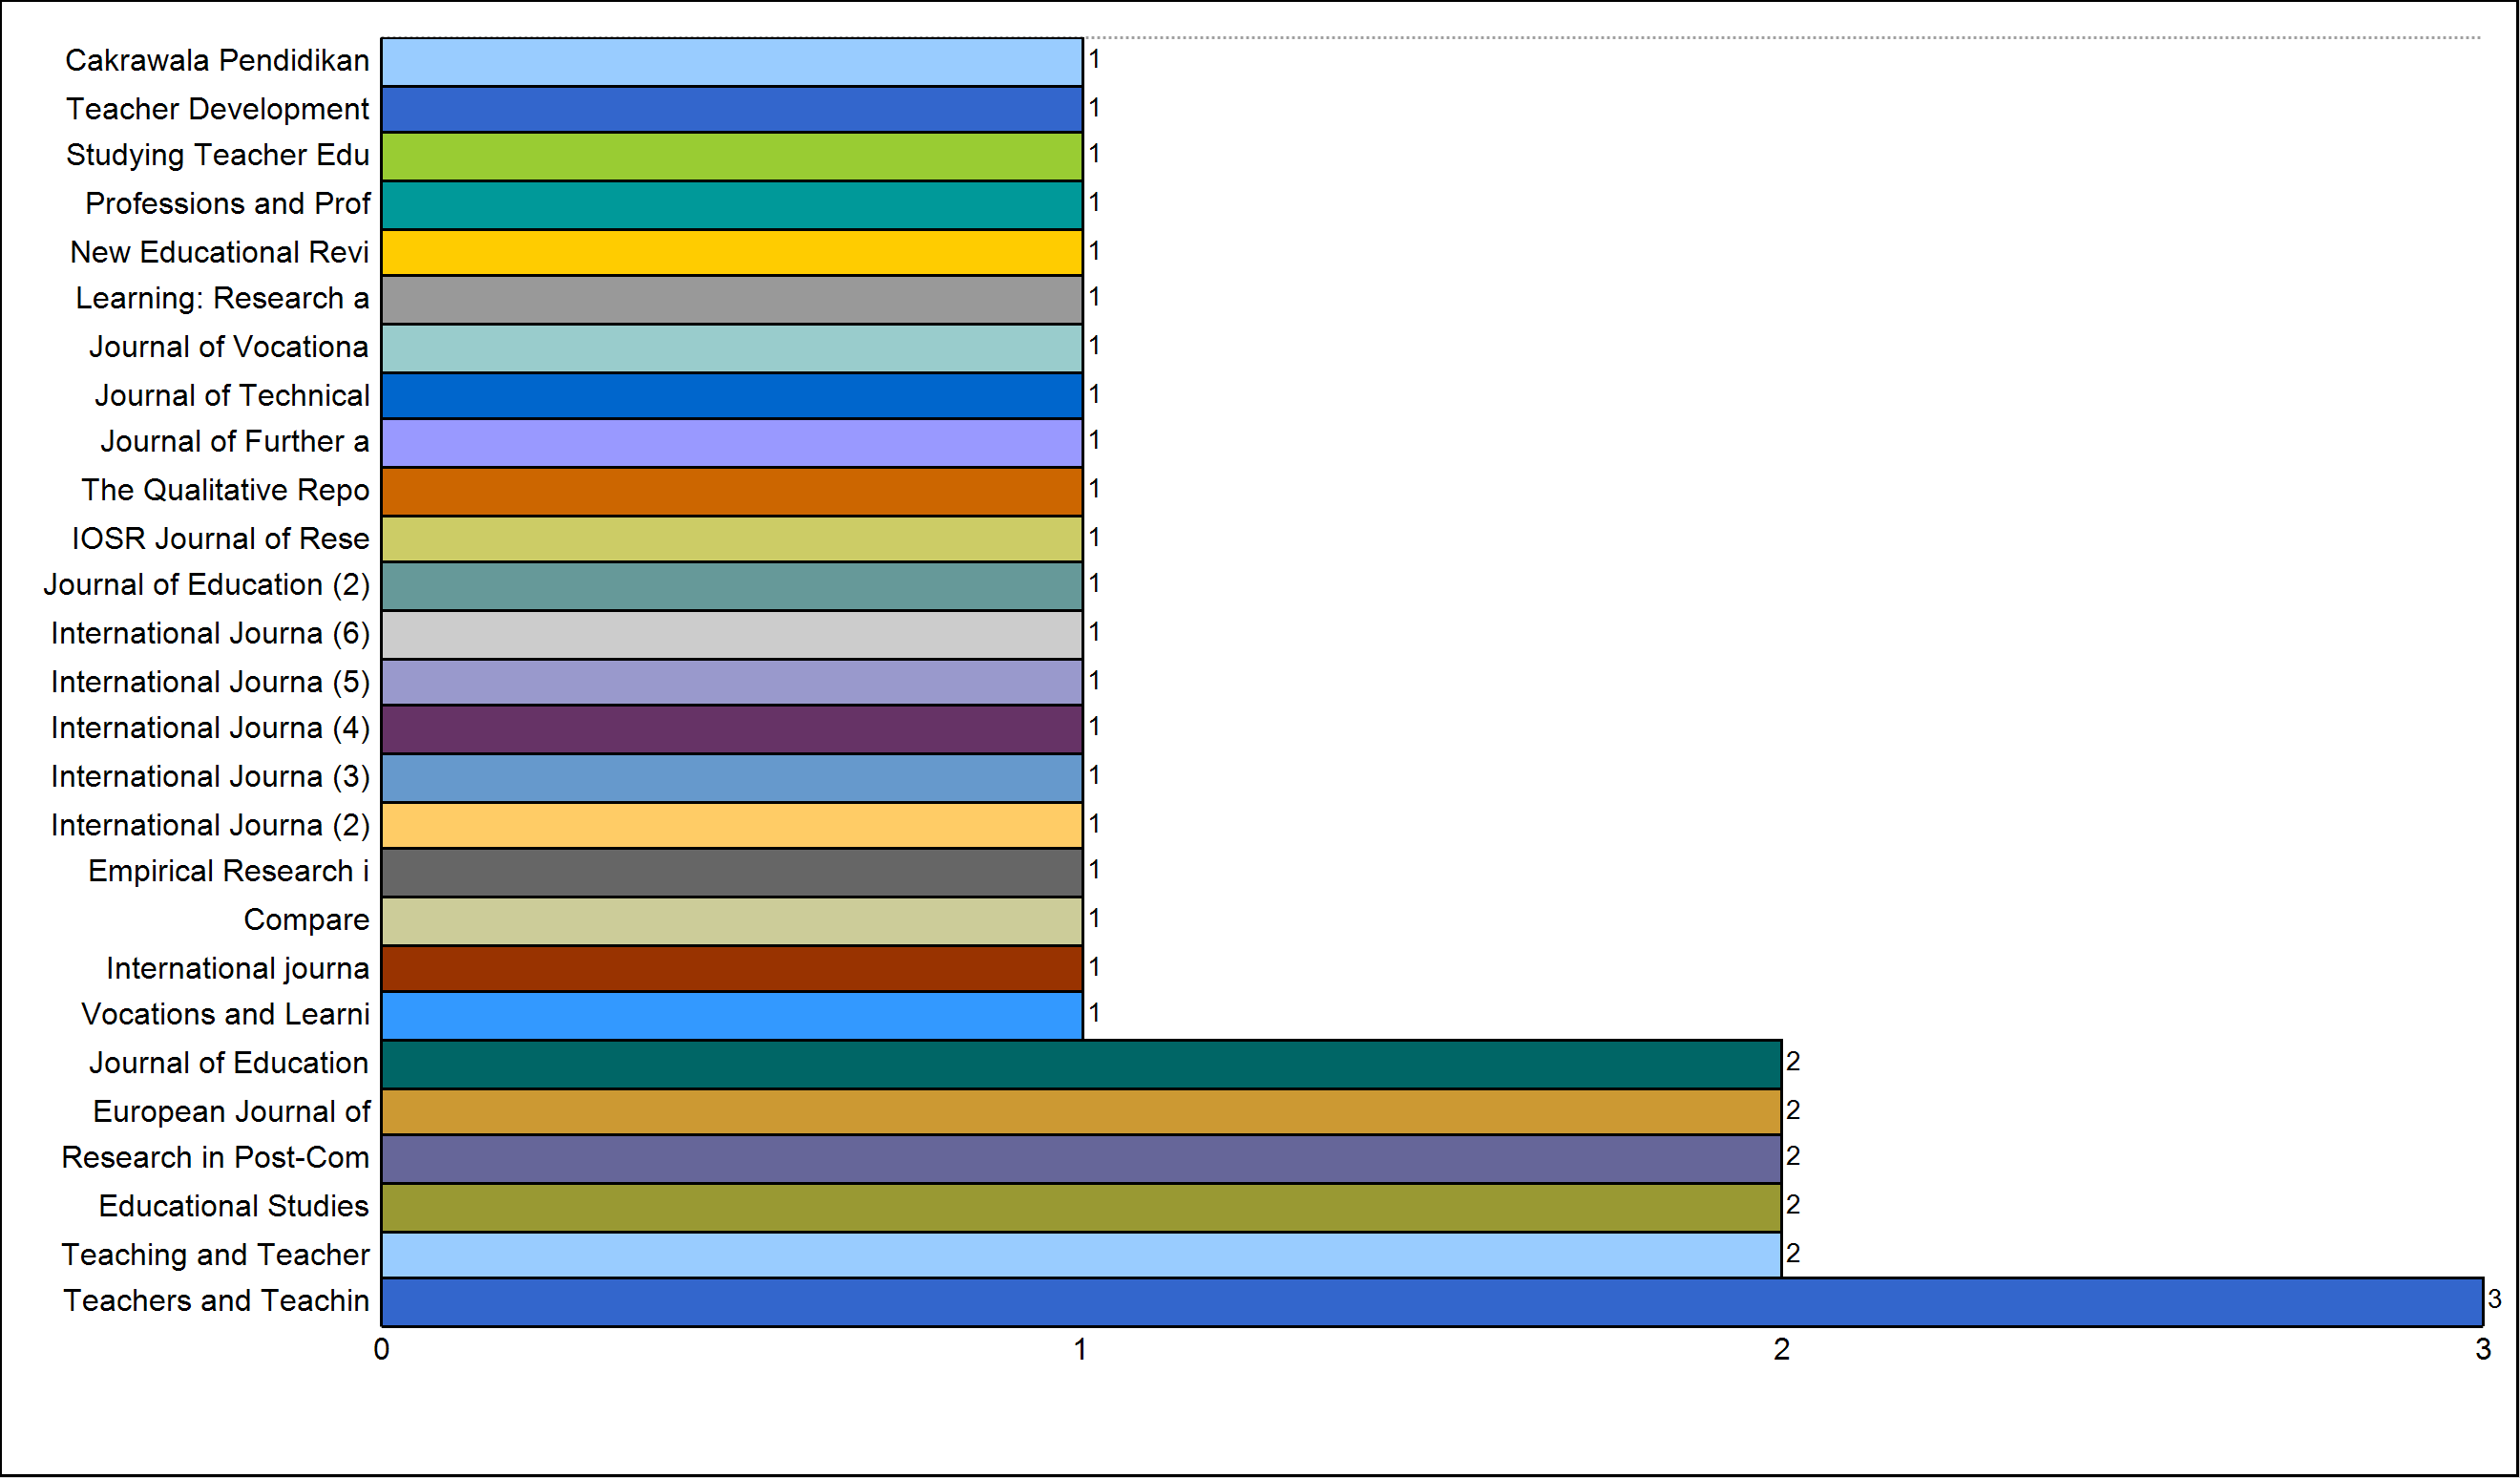 Cakrawala Pendidikan 1
Teacher Development 1
Studying Teacher Edu 1
Professions and Prof 1
New Educational Revi 1
Learning: Research a 1
Journal of Vocationa 1
Journal of Technical 1
Journal of Further a 1
The Qualitative Repo 1
IOSR Journal of Rese 1
Journal of Education (2) 1
International Journa (6) 1
International Journa (5) 1
International Journa (4) 1
International Journa (3) 1
International Journa (2) 1
Empirical Research i 1
Compare 1
International journa 1
Vocations and Learni 1
Journal of Education 2
European Journal of 2
Research in Post-Com 2
Educational Studies 2
Teaching and Teacher 2
Teachers and Teachin 3
0 1 2 3